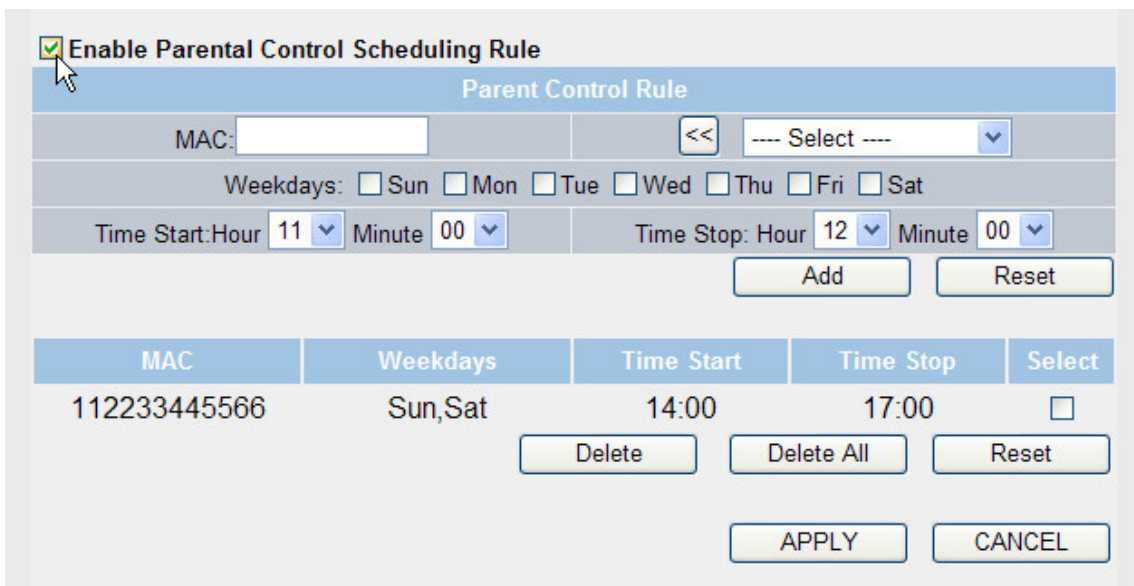 Enable Parental Control Scheduling Rule
Parent Control Rule
MAC: << ---- Select ----
Weekdays: Sun Mon Tue Wed Thu Fri Sat
Time Start:Hour 11 Minute 00 Time Stop: Hour 12 Minute 00
Add Reset
MAC Weekdays Time Start Time Stop Select
112233445566 Sun,Sat 14:00 17:00
Delete Delete All Reset
APPLY CANCEL